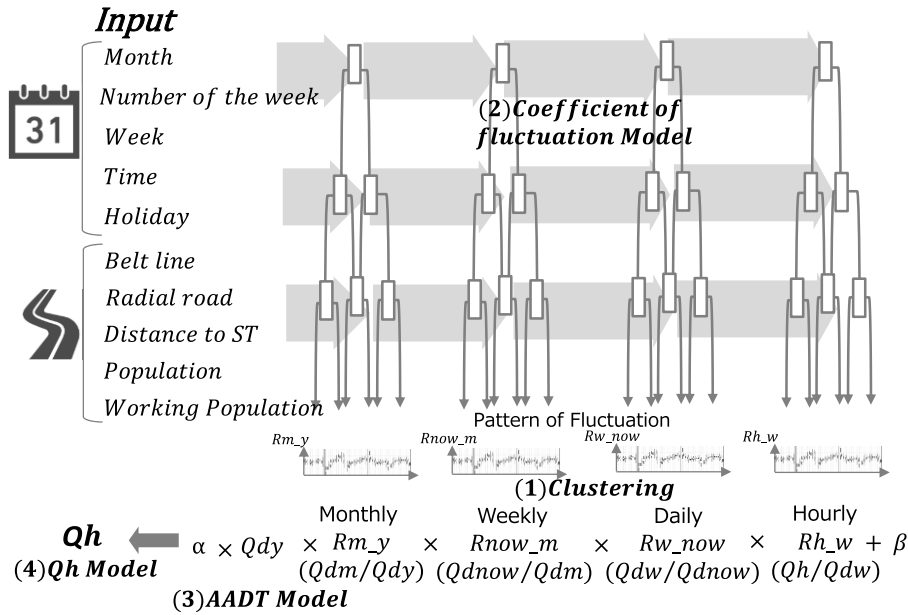 Input
Month
Number of the week
Week
Time
Holiday
31
Belt line
Radial road
Distance to ST
Population
Working Population
(2)Coefficient of
fluctuation Model
Pattern of Fluctuation
Rm_y Rnow_m Rw_now Rh_w
(1)Clustering
Monthly Weekly Daily Hourly
Qh α × Qdy × Rm_y × Rnow_m × Rw_now × Rh_w + β
(4)Qh Model (Qdm/Qdy) (Qdnow/Qdm) (Qdw/Qdnow) (Qh/Qdw)
(3)AADT Model